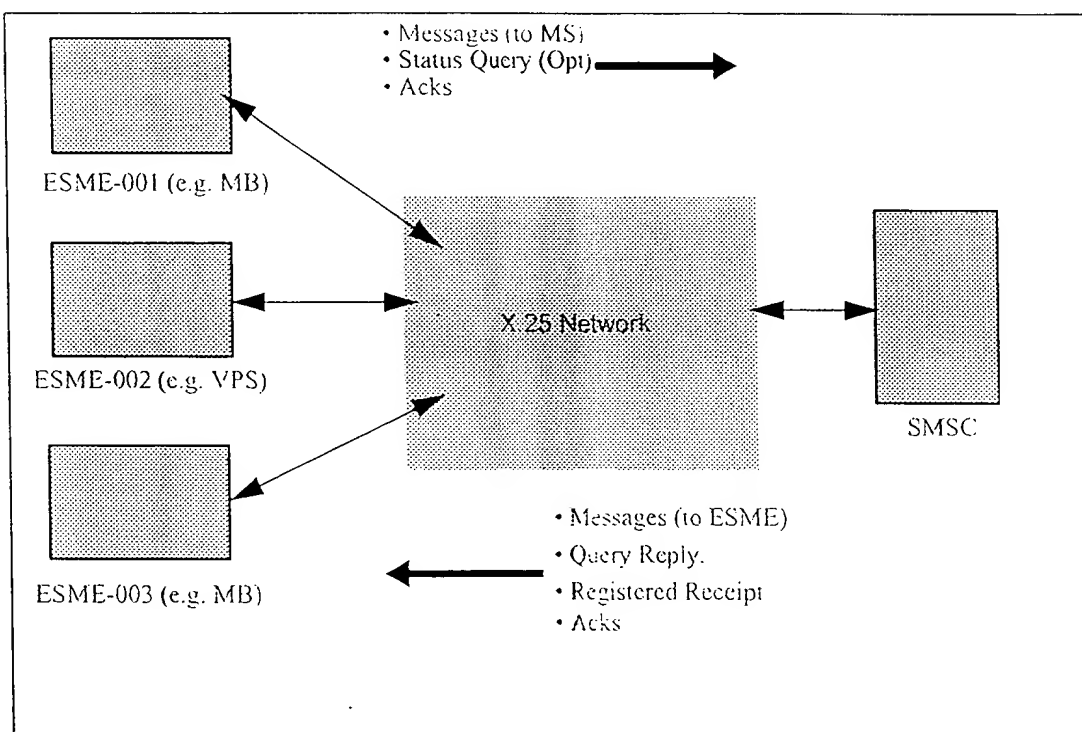 • Messages (to MS)
• Status Query (Opt)
• Acks
ESME-001 (e.g. MB)
X.25 Network
ESME-002 (e.g. VPS)
SMSC
• Messages (to ESME)
• Query Reply.
• Registered Receipt
• Acks
ESME-003 (e.g. MB)